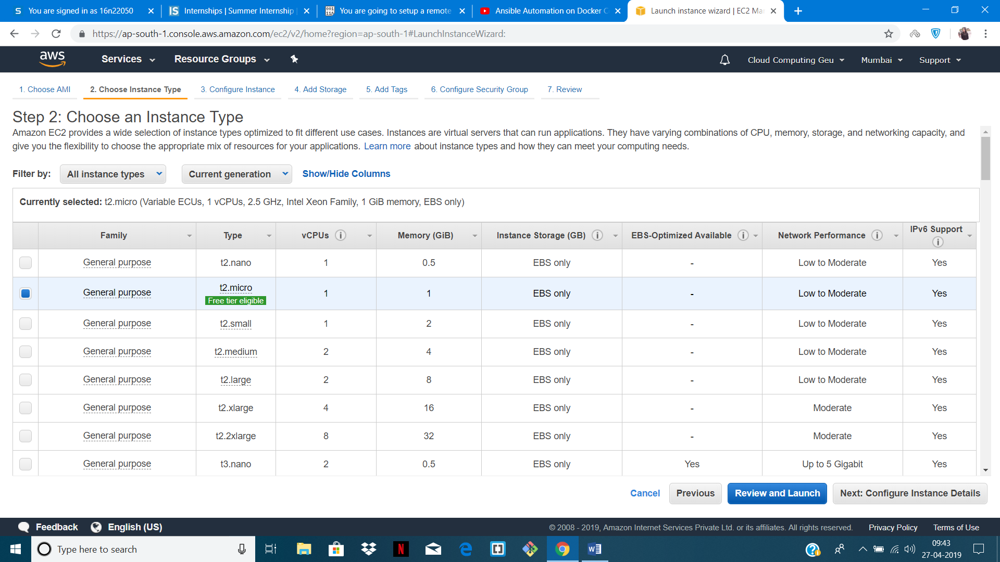 You are signed in as 16n22050
Internships | Summer Internship |
You are going to setup a remote
Ansible Automation on Docker C
Launch instance wizard | EC2 Ma
https://ap-south-1.console.aws.amazon.com/ec2/v2/home?region=ap-south-1#LaunchInstanceWizard:
aws Services Resource Groups Cloud Computing Geu Mumbai Support
1. Choose AMI 2. Choose Instance Type 3. Configure Instance 4. Add Storage 5. Add Tags 6. Configure Security Group 7. Review
Step 2: Choose an Instance Type
Amazon EC2 provides a wide selection of instance types optimized to fit different use cases. Instances are virtual servers that can run applications. They have varying combinations of CPU, memory, storage, and networking capacity, and
give you the flexibility to choose the appropriate mix of resources for your applications. Learn more about instance types and how they can meet your computing needs.
Filter by: All instance types Current generation Show/Hide Columns
Currently selected: t2.micro (Variable ECUs, 1 vCPUs, 2.5 GHz, Intel Xeon Family, 1 GiB memory, EBS only)
Family Type vCPUs Memory (GiB) Instance Storage (GB) EBS-Optimized Available Network Performance IPv6 Support
General purpose t2.nano 1 0.5 EBS only - Low to Moderate Yes
General purpose t2.micro 1 1 EBS only - Low to Moderate Yes
Free tier eligible
General purpose t2.small 1 2 EBS only - Low to Moderate Yes
General purpose t2.medium 2 4 EBS only - Low to Moderate Yes
General purpose t2.large 2 8 EBS only - Low to Moderate Yes
General purpose t2.xlarge 4 16 EBS only - Moderate Yes
General purpose t2.2xlarge 8 32 EBS only - Moderate Yes
General purpose t3.nano 2 0.5 EBS only Yes Up to 5 Gigabit Yes
Cancel Previous Review and Launch Next: Configure Instance Details
Feedback English (US) © 2008 - 2019, Amazon Internet Services Private Ltd. or its affiliates. All rights reserved. Privacy Policy Terms of Use
Type here to search
09:43
27-04-2019